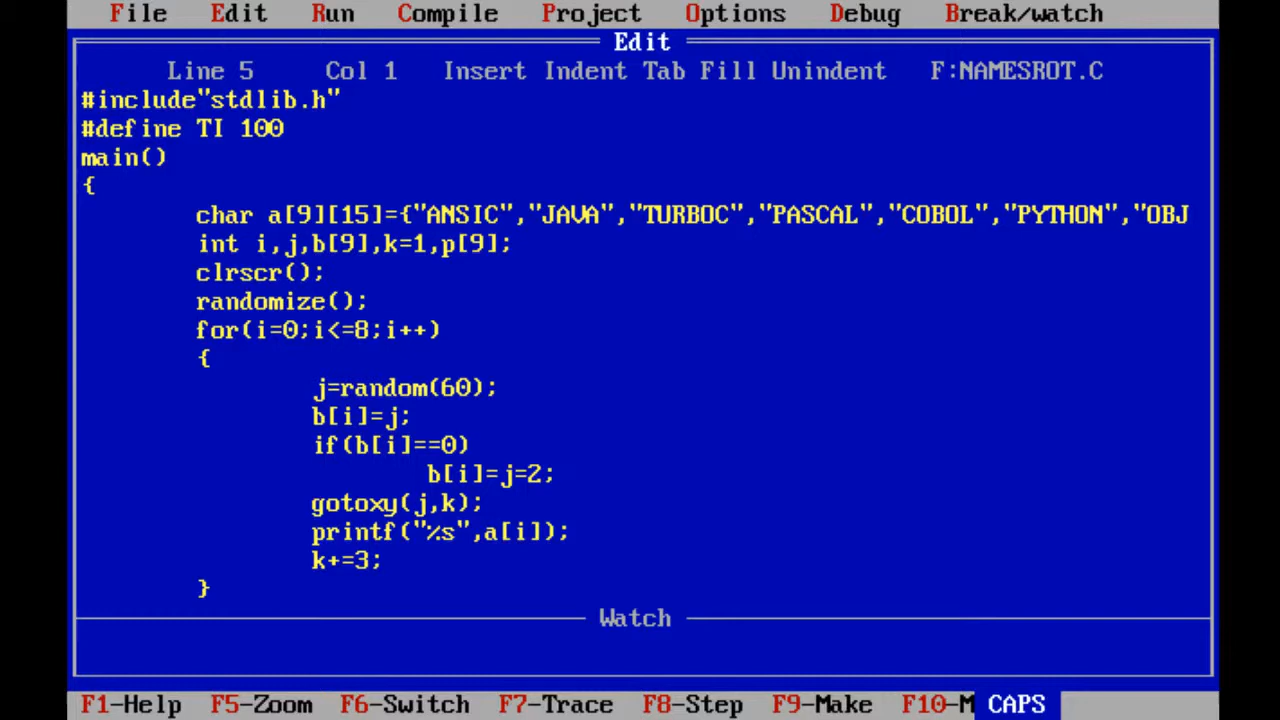 File Edit Run Compile Project Options Debug Break/watch
Edit
Line 5 Col 1 Insert Indent Tab Fill Unindent F:NAMESROT.C
#include"stdlib.h"
#define TI 100
main()
{
char a[9][15]={"ANSIC","JAVA","TURBOC","PASCAL","COBOL","PYTHON","OBJ
int i,j,b[9],k=1,p[9];
clrscr();
randomize();
for(i=0;i<=8;i++)
{
j=random(60);
b[i]=j;
if(b[i]==0)
b[i]=j=2;
gotoxy(j,k);
printf("%s",a[i]);
k+=3;
}
Watch
F1-Help F5-Zoom F6-Switch F7-Trace F8-Step F9-Make F10-M CAPS